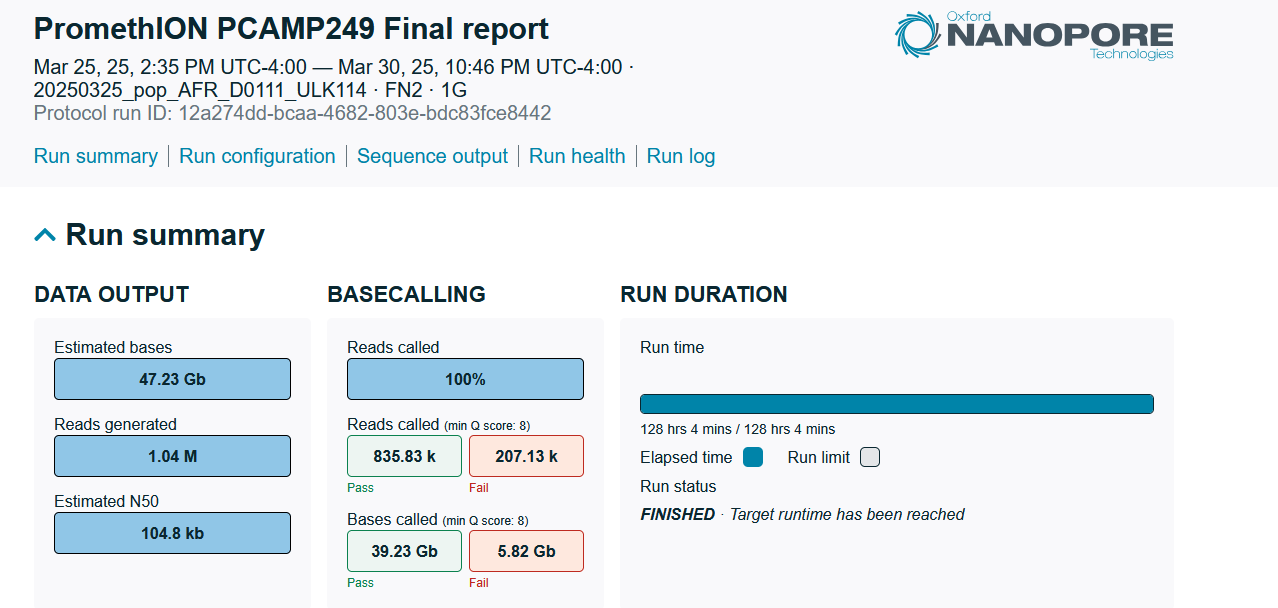 PromethION PCAMP249 Final report
Oxford
NANOPORE
Technologies
Mar 25, 25, 2:35 PM UTC-4:00 — Mar 30, 25, 10:46 PM UTC-4:00 ·
20250325_pop_AFR_D0111_ULK114 · FN2 · 1G
Protocol run ID: 12a274dd-bcaa-4682-803e-bdc83fce8442
Run summary | Run configuration | Sequence output | Run health | Run log
Run summary
DATA OUTPUT
Estimated bases
47.23 Gb
Reads generated
1.04 M
Estimated N50
104.8 kb
BASECALLING
Reads called
100%
Reads called (min Q score: 8)
835.83 k 207.13 k
Pass Fail
Bases called (min Q score: 8)
39.23 Gb 5.82 Gb
Pass Fail
RUN DURATION
Run time
128 hrs 4 mins / 128 hrs 4 mins
Elapsed time Run limit
Run status
FINISHED · Target runtime has been reached